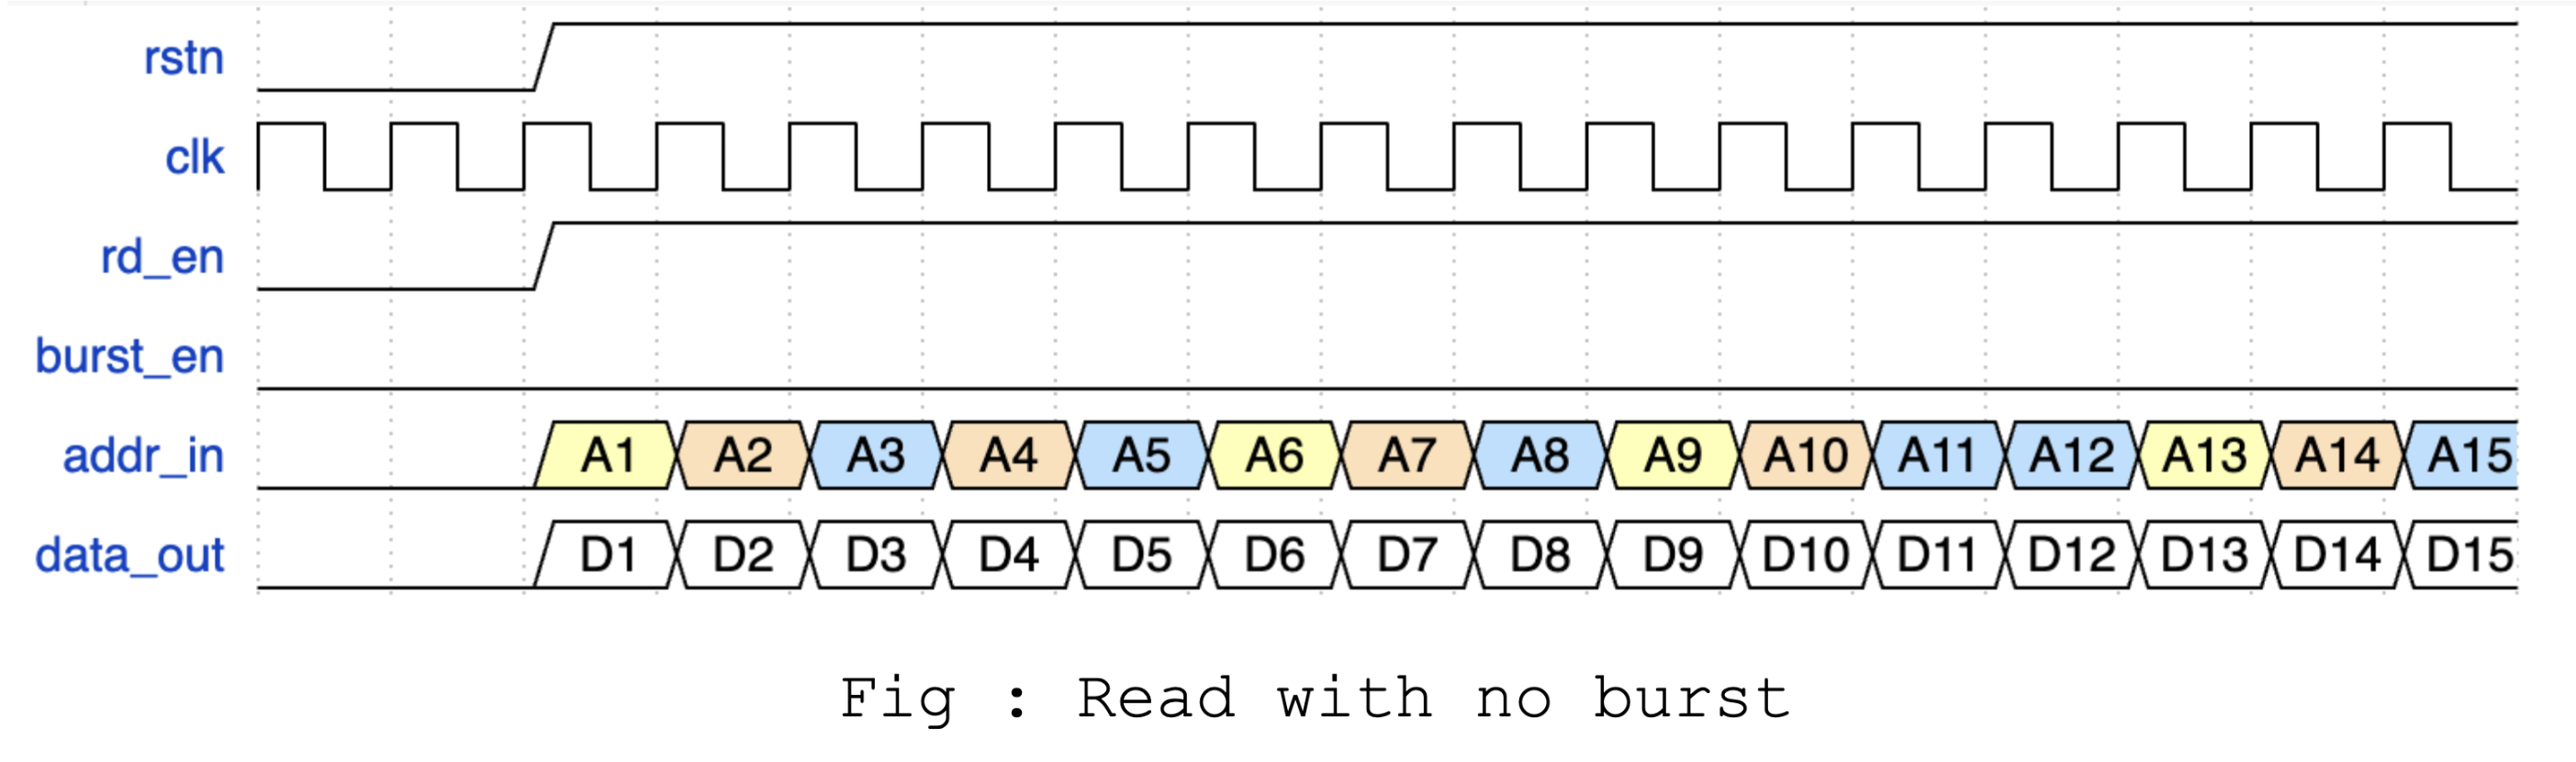 rstn
clk
rd_en
burst_en
addr_in A1 A2 A3 A4 A5 A6 A7 A8 A9 A10 A11 A12 A13 A14 A15
data_out D1 D2 D3 D4 D5 D6 D7 D8 D9 D10 D11 D12 D13 D14 D15
Fig : Read with no burst